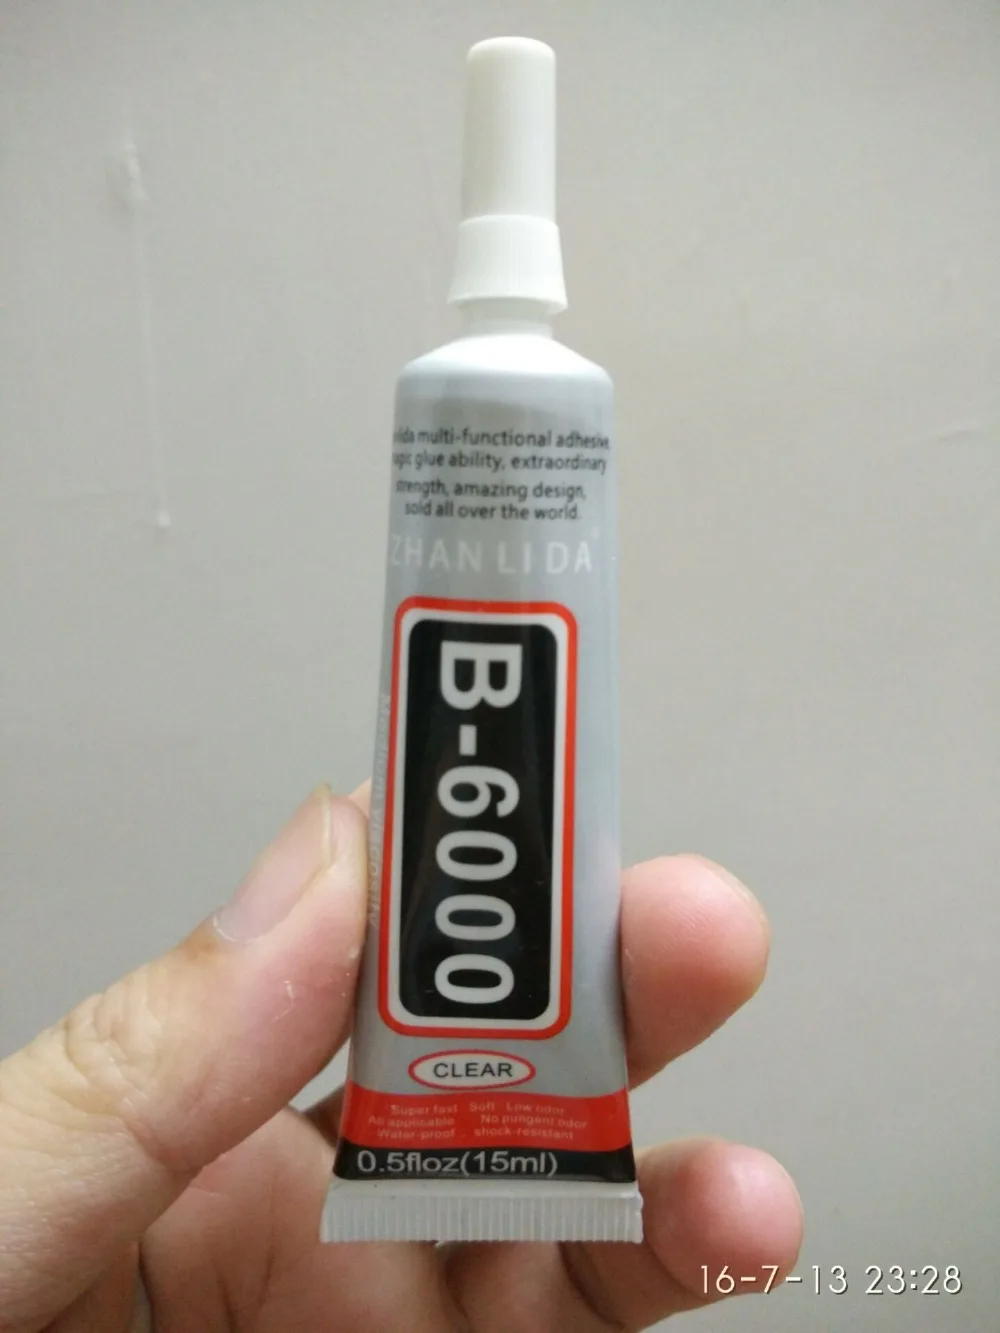 multi-functional adhesive,
glue ability, extraordinary
strength, amazing design,
sold all over the world.
ZHANLIDA
B-6000
CLEAR
Super fast Soft Low odor
All applicable No pungent odor
Water-proof shock-resistant
0.5floz(15ml)
16-7-13 23:28